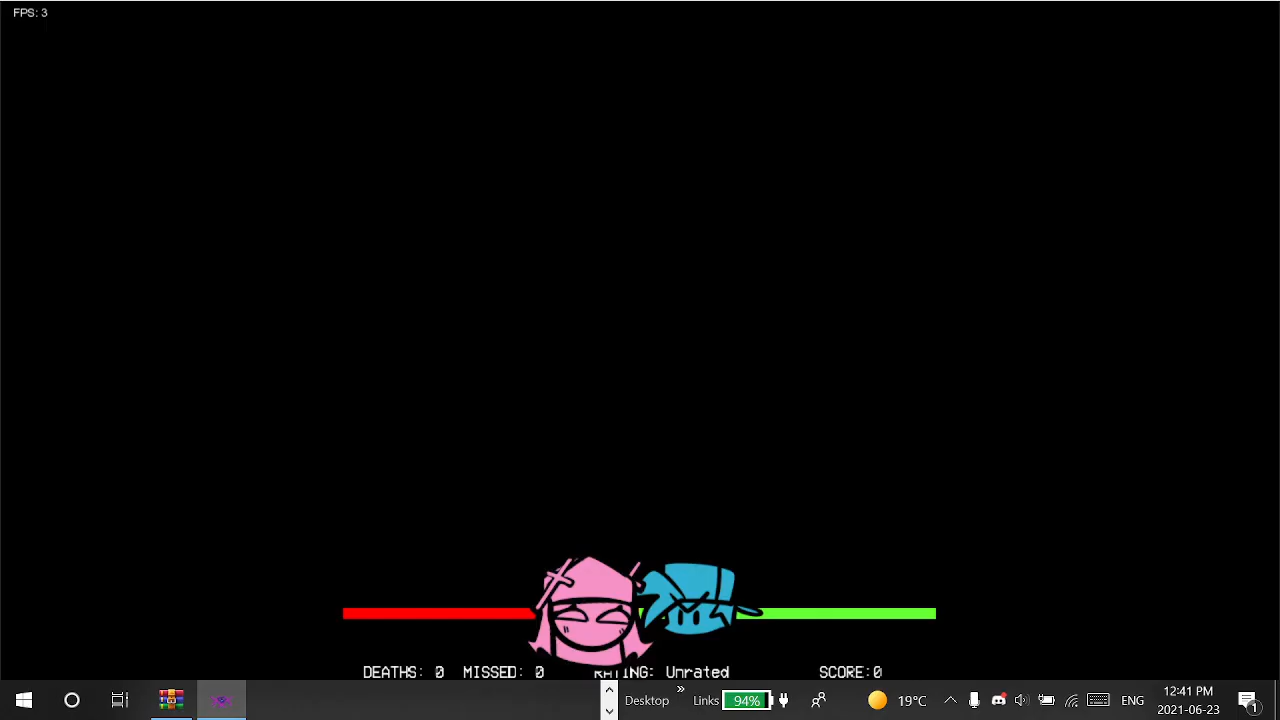 FPS: 3
DEATHS: 0 MISSED: 0 RATING: Unrated SCORE:0
Desktop » Links 94% 19°C ENG 12:41 PM
2021-06-23 1